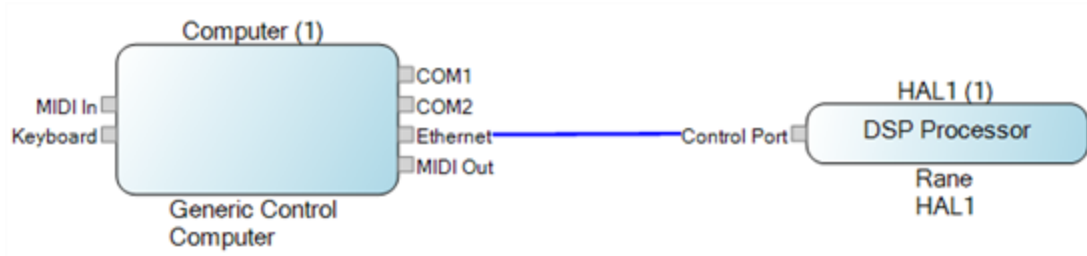 Computer (1)
COM1
MIDI In
COM2
Keyboard
Ethernet
MIDI Out
Generic Control
Computer
HAL1 (1)
Control Port
DSP Processor
Rane
HAL1